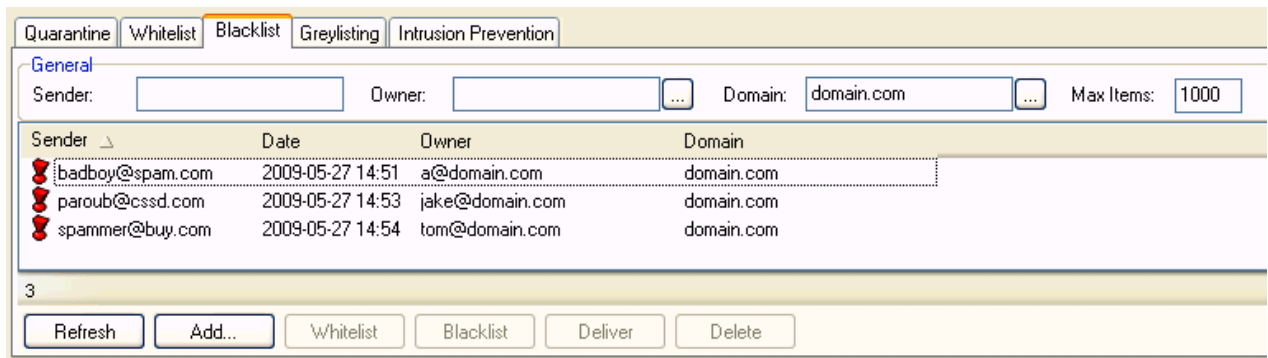 Quarantine Whitelist Blacklist Greylisting Intrusion Prevention
General
Sender: Owner: ... Domain: domain.com ... Max Items: 1000
Sender Date Owner Domain
badboy@spam.com 2009-05-27 14:51 a@domain.com domain.com
paroub@cssd.com 2009-05-27 14:53 jake@domain.com domain.com
spammer@buy.com 2009-05-27 14:54 tom@domain.com domain.com
3
Refresh Add... Whitelist Blacklist Deliver Delete